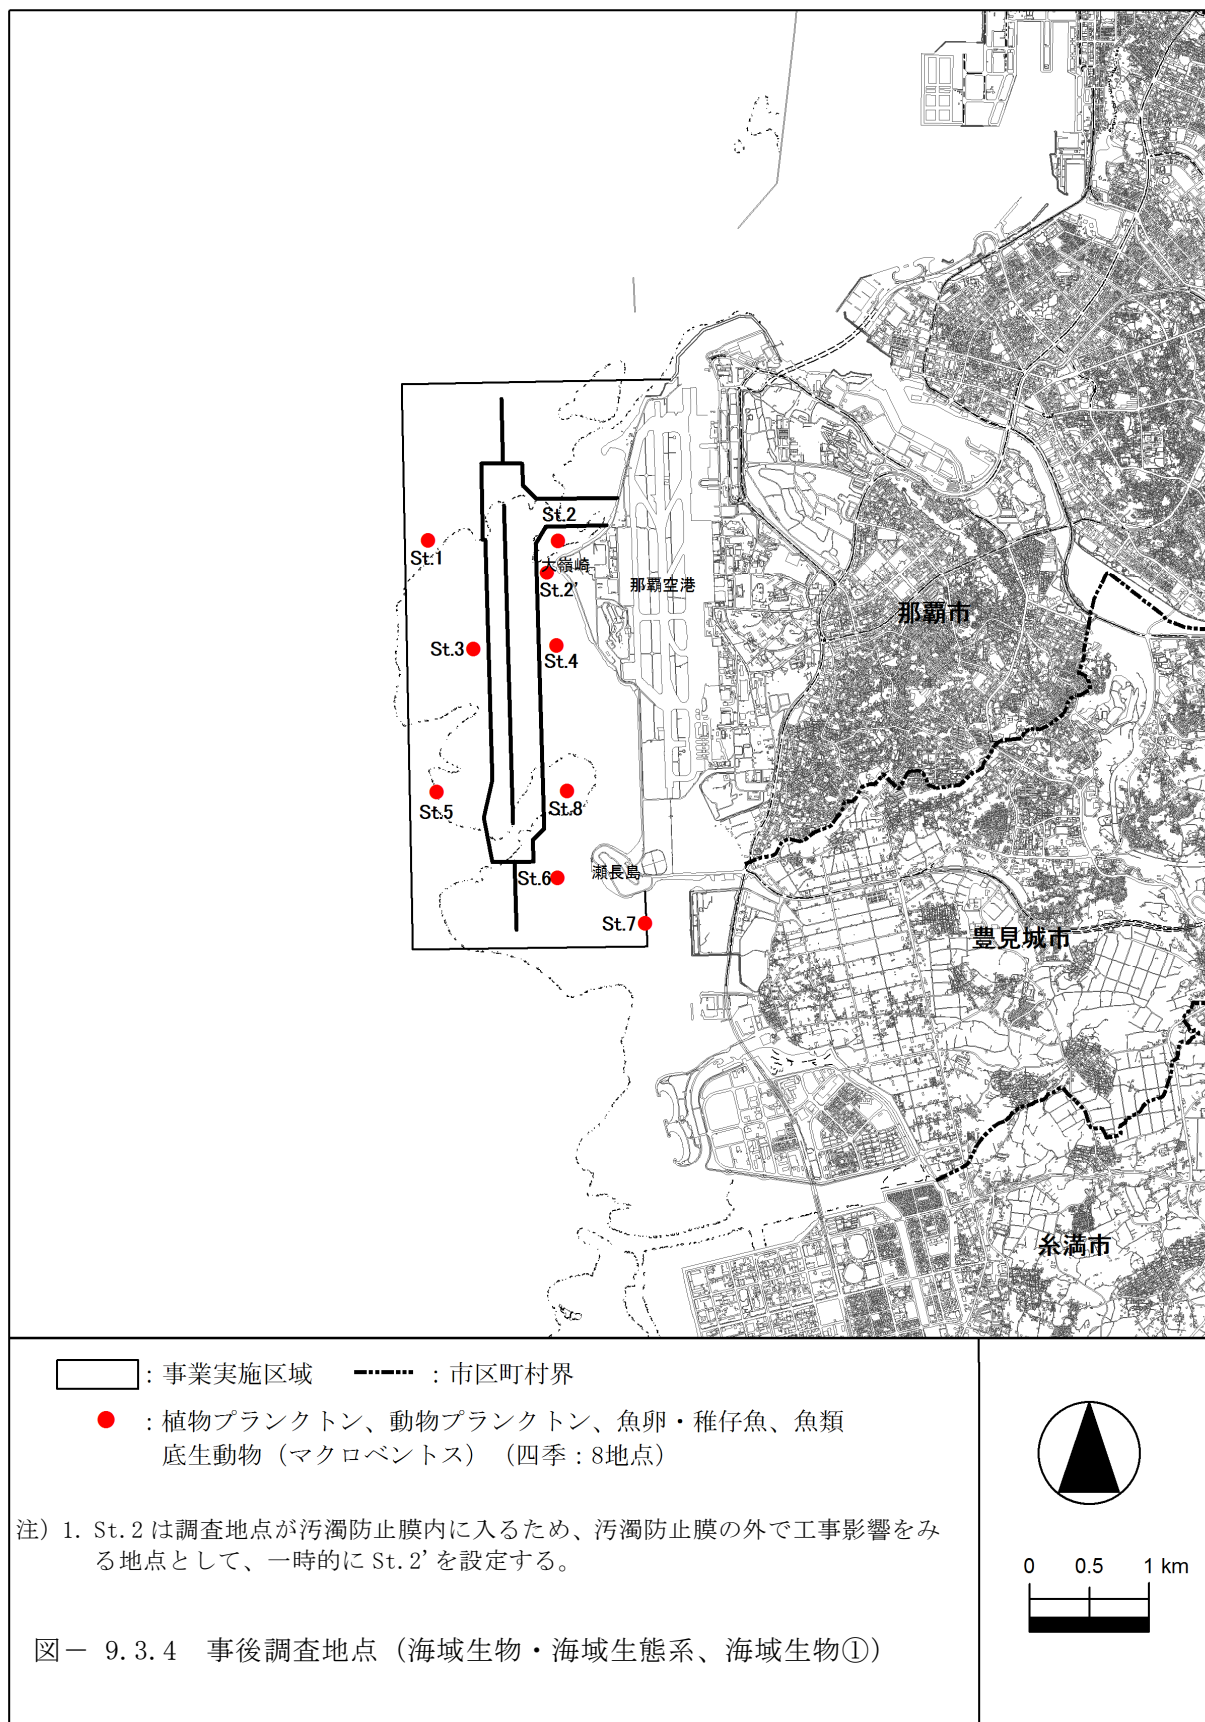 St.2
St.1
大嶺崎
St.2'
那覇空港
那覇市
St.3
St.4
St.5
St.8
瀬長島
St.6
St.7
豊見城市
糸満市
：事業実施区域 ：市区町村界
：植物プランクトン、動物プランクトン、魚卵・稚仔魚、魚類
底生動物（マクロベントス）（四季：8地点）
注）1. St.2 は調査地点が汚濁防止膜内に入るため、汚濁防止膜の外で工事影響をみ
る地点として、一時的に St.2' を設定する。
0 0.5 1 km
図－ 9.3.4 事後調査地点（海域生物・海域生態系、海域生物①）